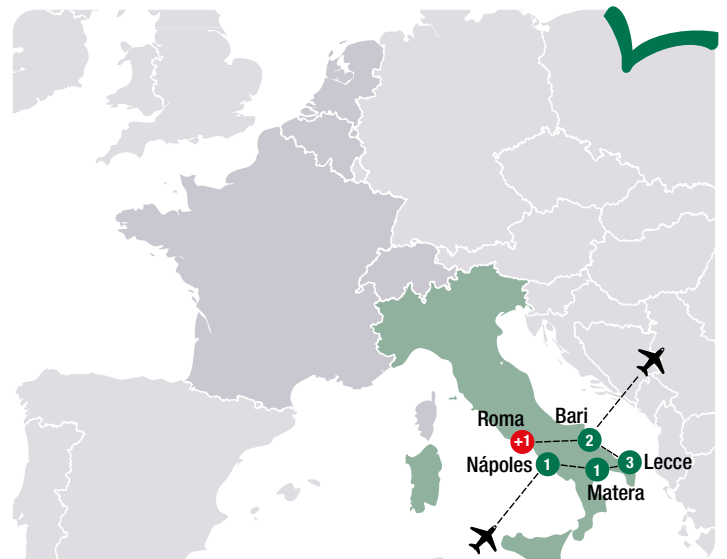 Roma
Bari
+1
2
Nápoles
1
1
3
Lecce
Matera